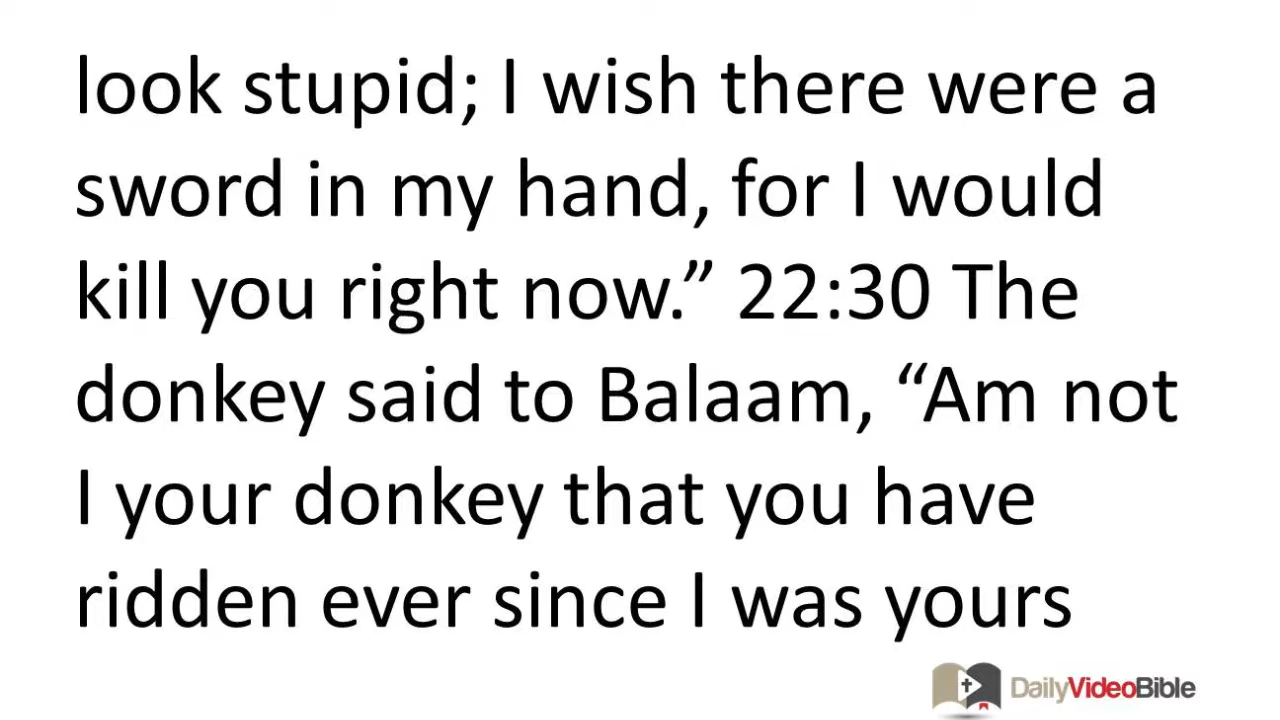 look stupid; I wish there were a
sword in my hand, for I would
kill you right now.” 22:30 The
donkey said to Balaam, “Am not
I your donkey that you have
ridden ever since I was yours
DailyVideoBible